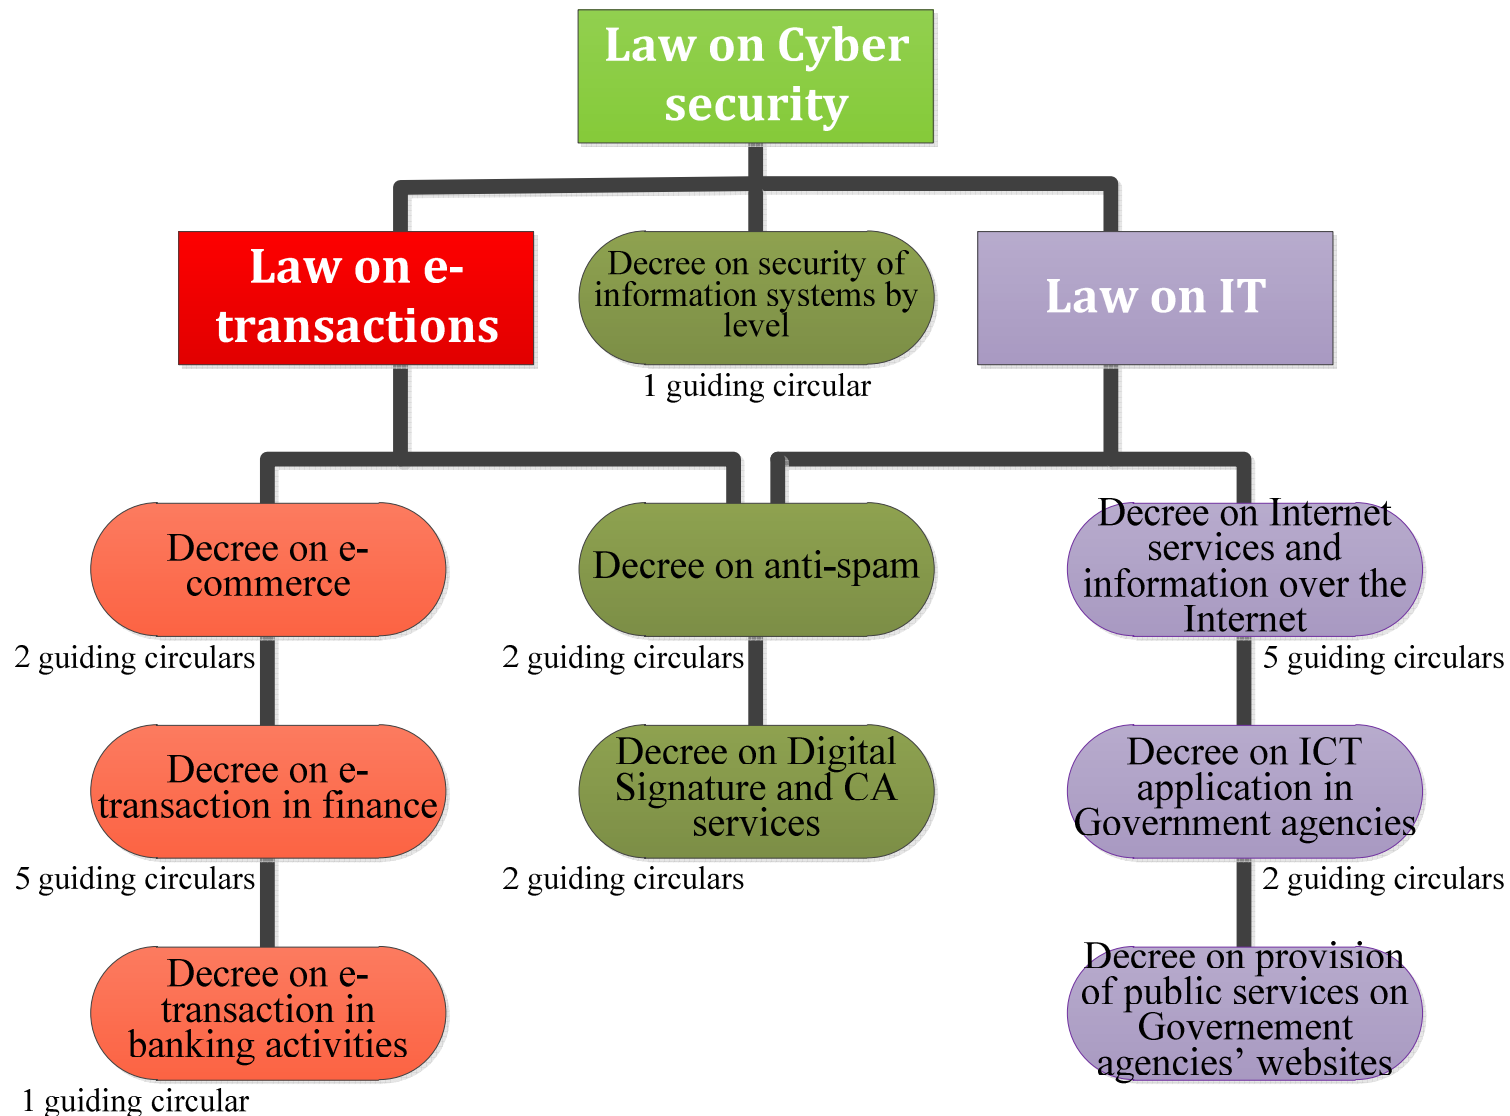 Law on Cyber
security
Law on e-
transactions
Decree on security of
information systems by
level
Law on IT
1 guiding circular
Decree on e-
commerce
Decree on anti-spam
Decree on Internet
services and
information over the
Internet
2 guiding circulars
2 guiding circulars
5 guiding circulars
Decree on e-
transaction in finance
Decree on Digital
Signature and CA
services
Decree on ICT
application in
Government agencies
5 guiding circulars
2 guiding circulars
2 guiding circulars
Decree on e-
transaction in
banking activities
Decree on provision
of public services on
Governement
agencies’ websites
1 guiding circular